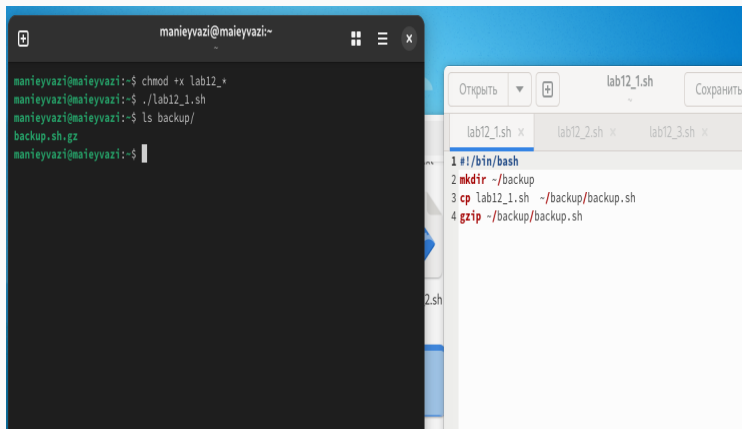 manieyvazi@maieyvazi:~
~
manieyvazi@maieyvazi:~$ chmod +x lab12_*
manieyvazi@maieyvazi:~$ ./lab12_1.sh
manieyvazi@maieyvazi:~$ ls backup/
backup.sh.gz
manieyvazi@maieyvazi:~$
2.sh
Открыть
lab12_1.sh
~
Сохранить
lab12_1.sh × lab12_2.sh × lab12_3.sh ×
1 #!/bin/bash
2 mkdir ~/backup
3 cp lab12_1.sh ~/backup/backup.sh
4 gzip ~/backup/backup.sh